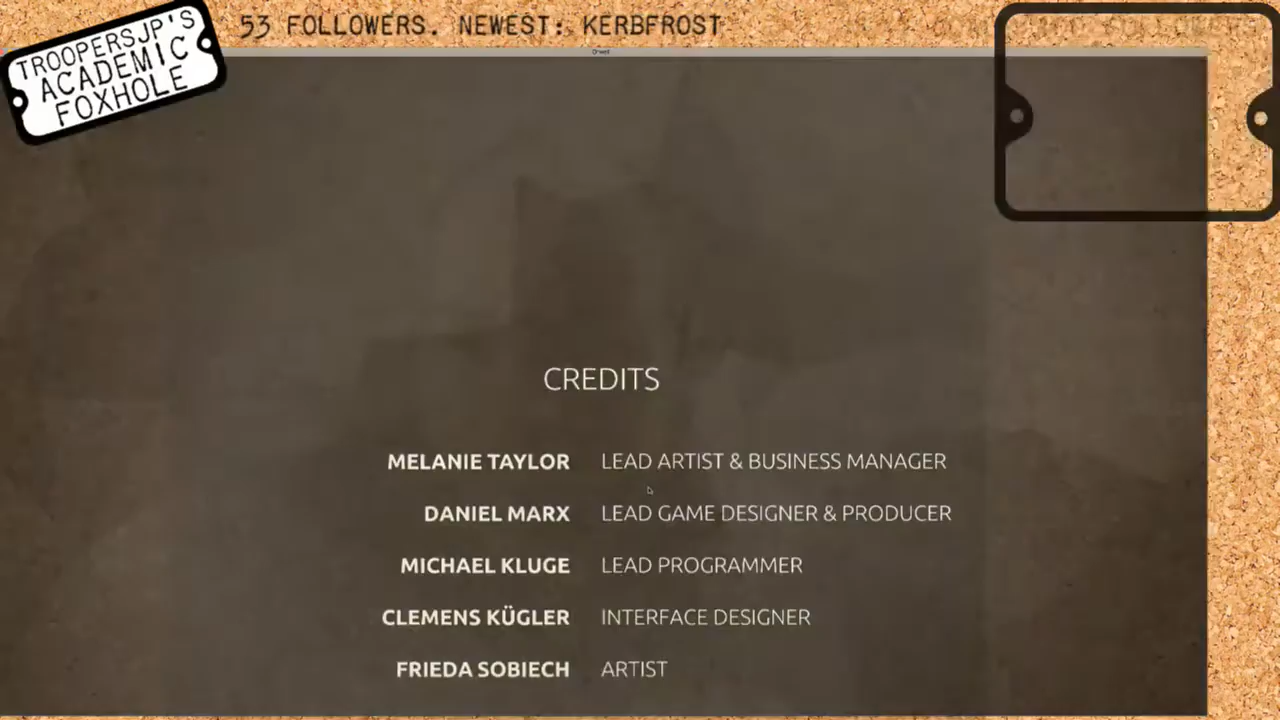 53 FOLLOWERS. NEWEST: KERBFROST
TROOPERSJP'S
ACADEMIC
FOXHOLE
Orwell
CREDITS
MELANIE TAYLOR LEAD ARTIST & BUSINESS MANAGER
DANIEL MARX LEAD GAME DESIGNER & PRODUCER
MICHAEL KLUGE LEAD PROGRAMMER
CLEMENS KÜGLER INTERFACE DESIGNER
FRIEDA SOBIECH ARTIST